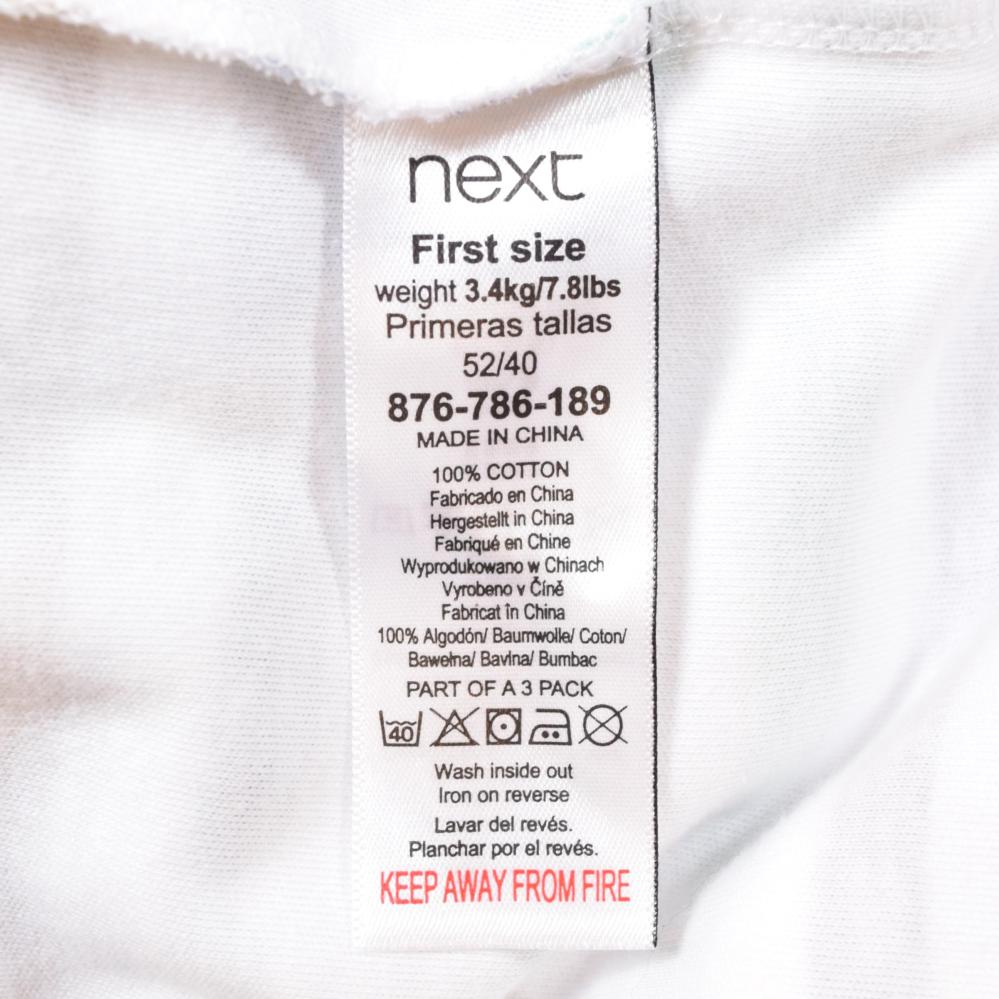 next
First size
weight 3.4kg/7.8lbs
Primeras tallas
52/40
876-786-189
MADE IN CHINA
100% COTTON
Fabricado en China
Hergestellt in China
Fabriqué en Chine
Wyprodukowano w Chinach
Vyrobeno v Číně
Fabricat în China
100% Algodón/ Baumwolle/ Coton/
Bawełna/ Bavlna/ Bumbac
PART OF A 3 PACK
40
Wash inside out
Iron on reverse
Lavar del revés.
Planchar por el revés.
KEEP AWAY FROM FIRE